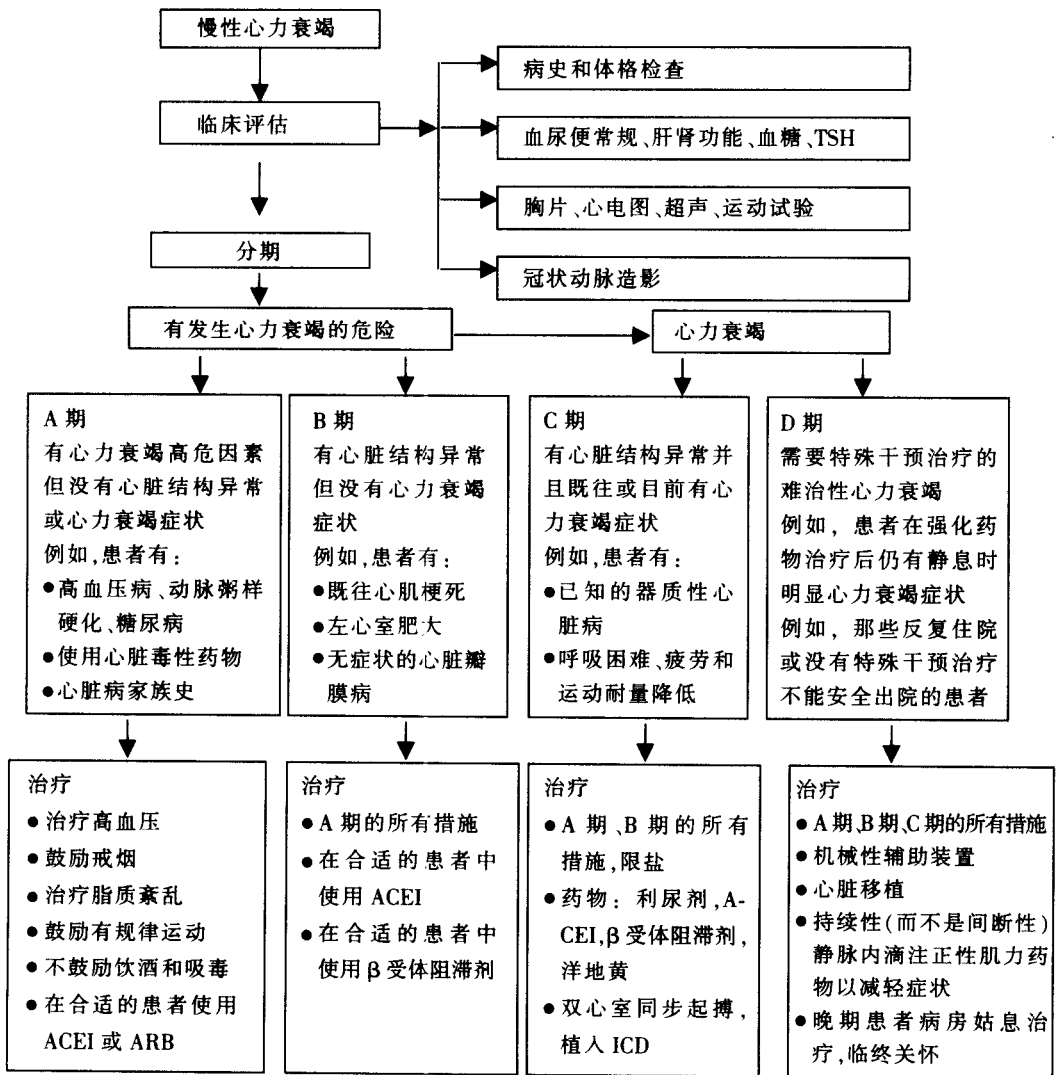 慢性心力衰竭
临床评估
病史和体格检查
血尿便常规、肝肾功能、血糖、TSH
胸片、心电图、超声、运动试验
冠状动脉造影
分期
有发生心力衰竭的危险
心力衰竭
A 期
有心力衰竭高危因素
但没有心脏结构异常
或心力衰竭症状
例如,患者有:
●高血压病、动脉粥样
硬化、糖尿病
●使用心脏毒性药物
●心脏病家族史
B 期
有心脏结构异常
但没有心力衰竭
症状
例如,患者有:
●既往心肌梗死
●左心室肥大
●无症状的心脏瓣
膜病
C 期
有心脏结构异常并
且既往或目前有心
力衰竭症状
例如,患者有:
●已知的器质性心
脏病
●呼吸困难、疲劳和
运动耐量降低
D 期
需要特殊干预治疗的
难治性心力衰竭
例如，患者在强化药
物治疗后仍有静息时
明显心力衰竭症状
例如，那些反复住院
或没有特殊干预治疗
不能安全出院的患者
治疗
●治疗高血压
●鼓励戒烟
●治疗脂质紊乱
●鼓励有规律运动
●不鼓励饮酒和吸毒
●在合适的患者使用
ACEI 或 ARB
治疗
●A 期的所有措施
●在合适的患者中
使用 ACEI
●在合适的患者中
使用 β 受体阻滞剂
治疗
●A 期、B 期的所有
措施,限盐
●药物: 利尿剂,A-
CEI,β 受体阻滞剂,
洋地黄
●双心室同步起搏,
植入 ICD
治疗
●A期、B期、C期的所有措施
●机械性辅助装置
●心脏移植
●持续性(而不是间断性)
静脉内滴注正性肌力药
物以减轻症状
●晚期患者病房姑息治
疗,临终关怀